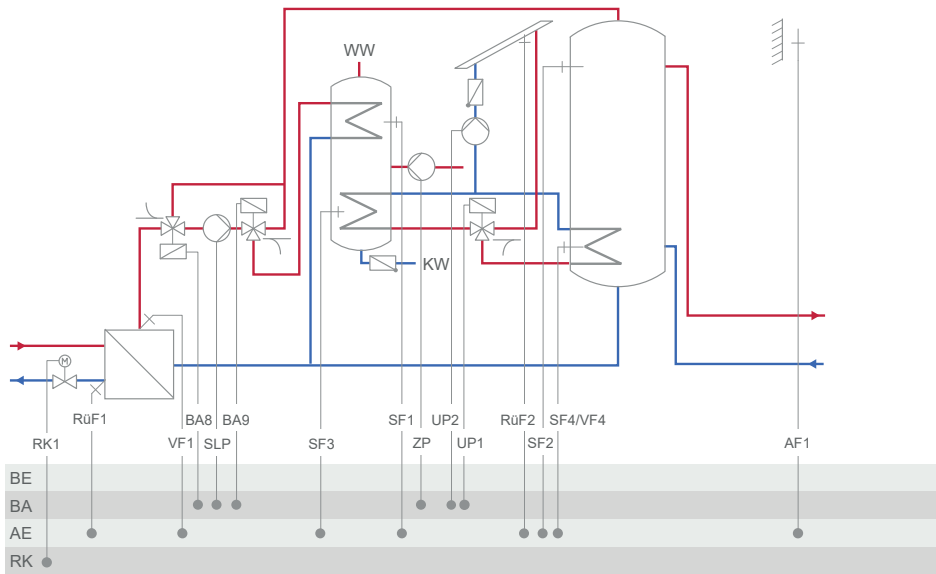 WW
KW
M
RüF1 BA8 BA9 SF1 UP2 RüF2 SF4/VF4
RK1 VF1 SLP SF3 ZP UP1 SF2 AF1
BE
BA
AE
RK